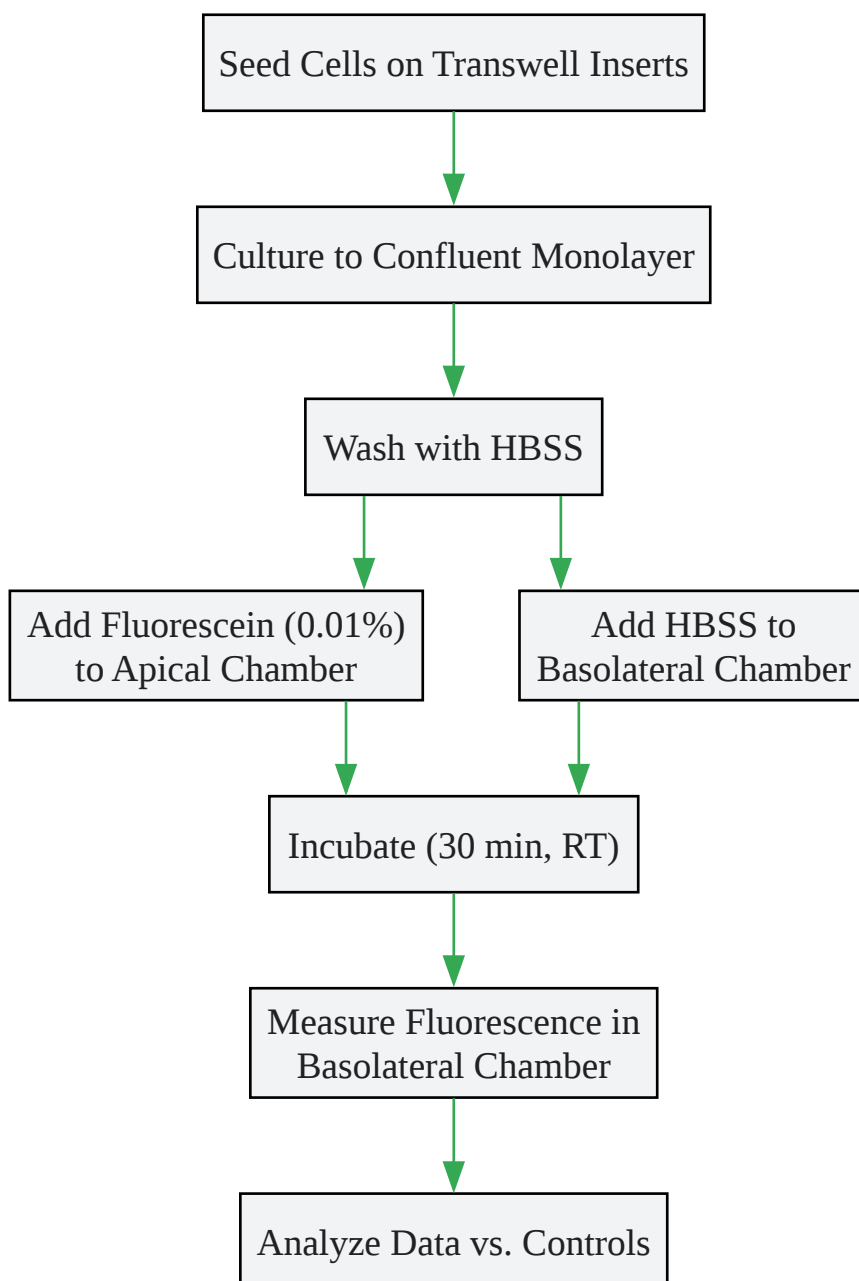 Seed Cells on Transwell Inserts
Culture to Confluent Monolayer
Wash with HBSS
Add Fluorescein (0.01%)
to Apical Chamber
Add HBSS to
Basolateral Chamber
Incubate (30 min, RT)
Measure Fluorescence in
Basolateral Chamber
Analyze Data vs. Controls